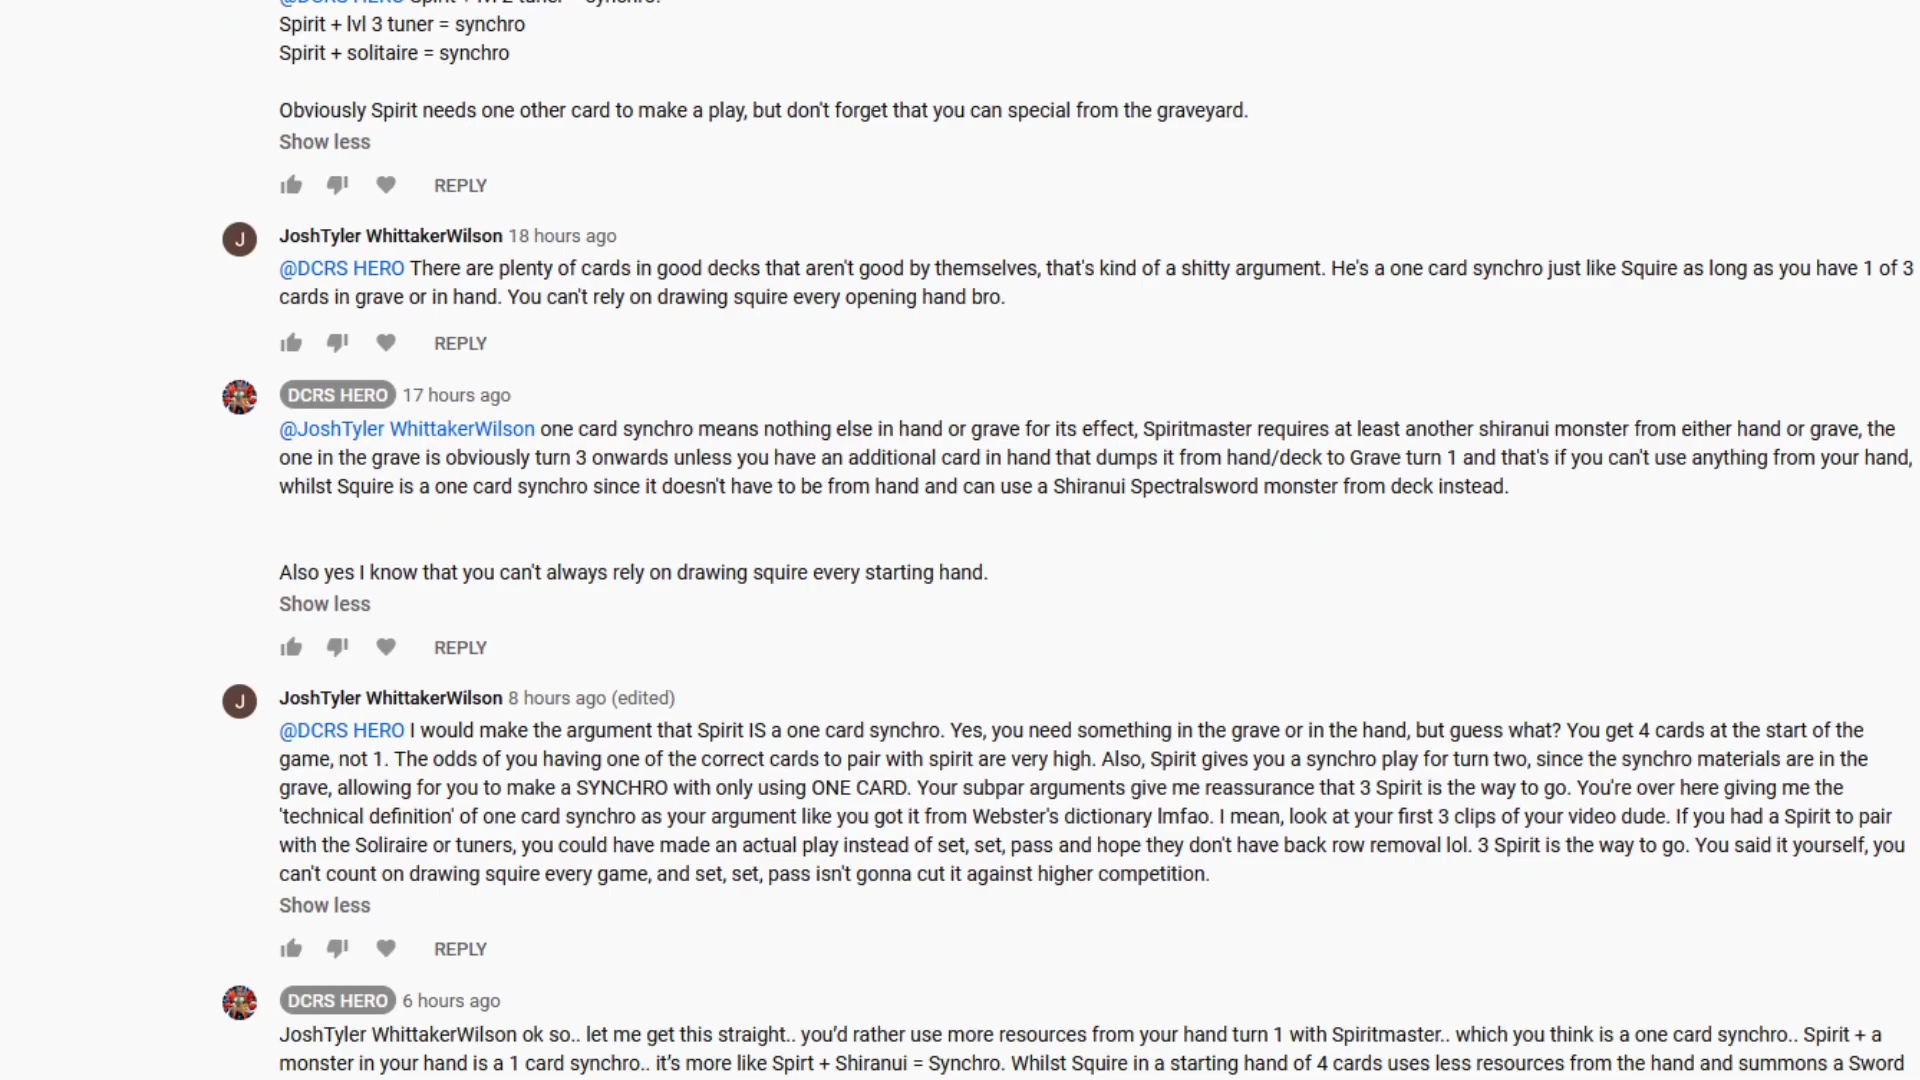 @DCRS HERO Spirit + lvl 2 tuner = synchro.
Spirit + lvl 3 tuner = synchro
Spirit + solitaire = synchro
Obviously Spirit needs one other card to make a play, but don't forget that you can special from the graveyard.
Show less
REPLY
J
JoshTyler WhittakerWilson 18 hours ago
@DCRS HERO There are plenty of cards in good decks that aren't good by themselves, that's kind of a shitty argument. He's a one card synchro just like Squire as long as you have 1 of 3
cards in grave or in hand. You can't rely on drawing squire every opening hand bro.
REPLY
DCRS HERO 17 hours ago
@JoshTyler WhittakerWilson one card synchro means nothing else in hand or grave for its effect, Spiritmaster requires at least another shiranui monster from either hand or grave, the
one in the grave is obviously turn 3 onwards unless you have an additional card in hand that dumps it from hand/deck to Grave turn 1 and that's if you can't use anything from your hand,
whilst Squire is a one card synchro since it doesn't have to be from hand and can use a Shiranui Spectralsword monster from deck instead.
Also yes I know that you can't always rely on drawing squire every starting hand.
Show less
REPLY
J
JoshTyler WhittakerWilson 8 hours ago (edited)
@DCRS HERO I would make the argument that Spirit IS a one card synchro. Yes, you need something in the grave or in the hand, but guess what? You get 4 cards at the start of the
game, not 1. The odds of you having one of the correct cards to pair with spirit are very high. Also, Spirit gives you a synchro play for turn two, since the synchro materials are in the
grave, allowing for you to make a SYNCHRO with only using ONE CARD. Your subpar arguments give me reassurance that 3 Spirit is the way to go. You're over here giving me the
'technical definition' of one card synchro as your argument like you got it from Webster's dictionary lmfao. I mean, look at your first 3 clips of your video dude. If you had a Spirit to pair
with the Soliraire or tuners, you could have made an actual play instead of set, set, pass and hope they don't have back row removal lol. 3 Spirit is the way to go. You said it yourself, you
can't count on drawing squire every game, and set, set, pass isn't gonna cut it against higher competition.
Show less
REPLY
DCRS HERO 6 hours ago
JoshTyler WhittakerWilson ok so.. let me get this straight.. you'd rather use more resources from your hand turn 1 with Spiritmaster.. which you think is a one card synchro.. Spirit + a
monster in your hand is a 1 card synchro.. it's more like Spirt + Shiranui = Synchro. Whilst Squire in a starting hand of 4 cards uses less resources from the hand and summons a Sword